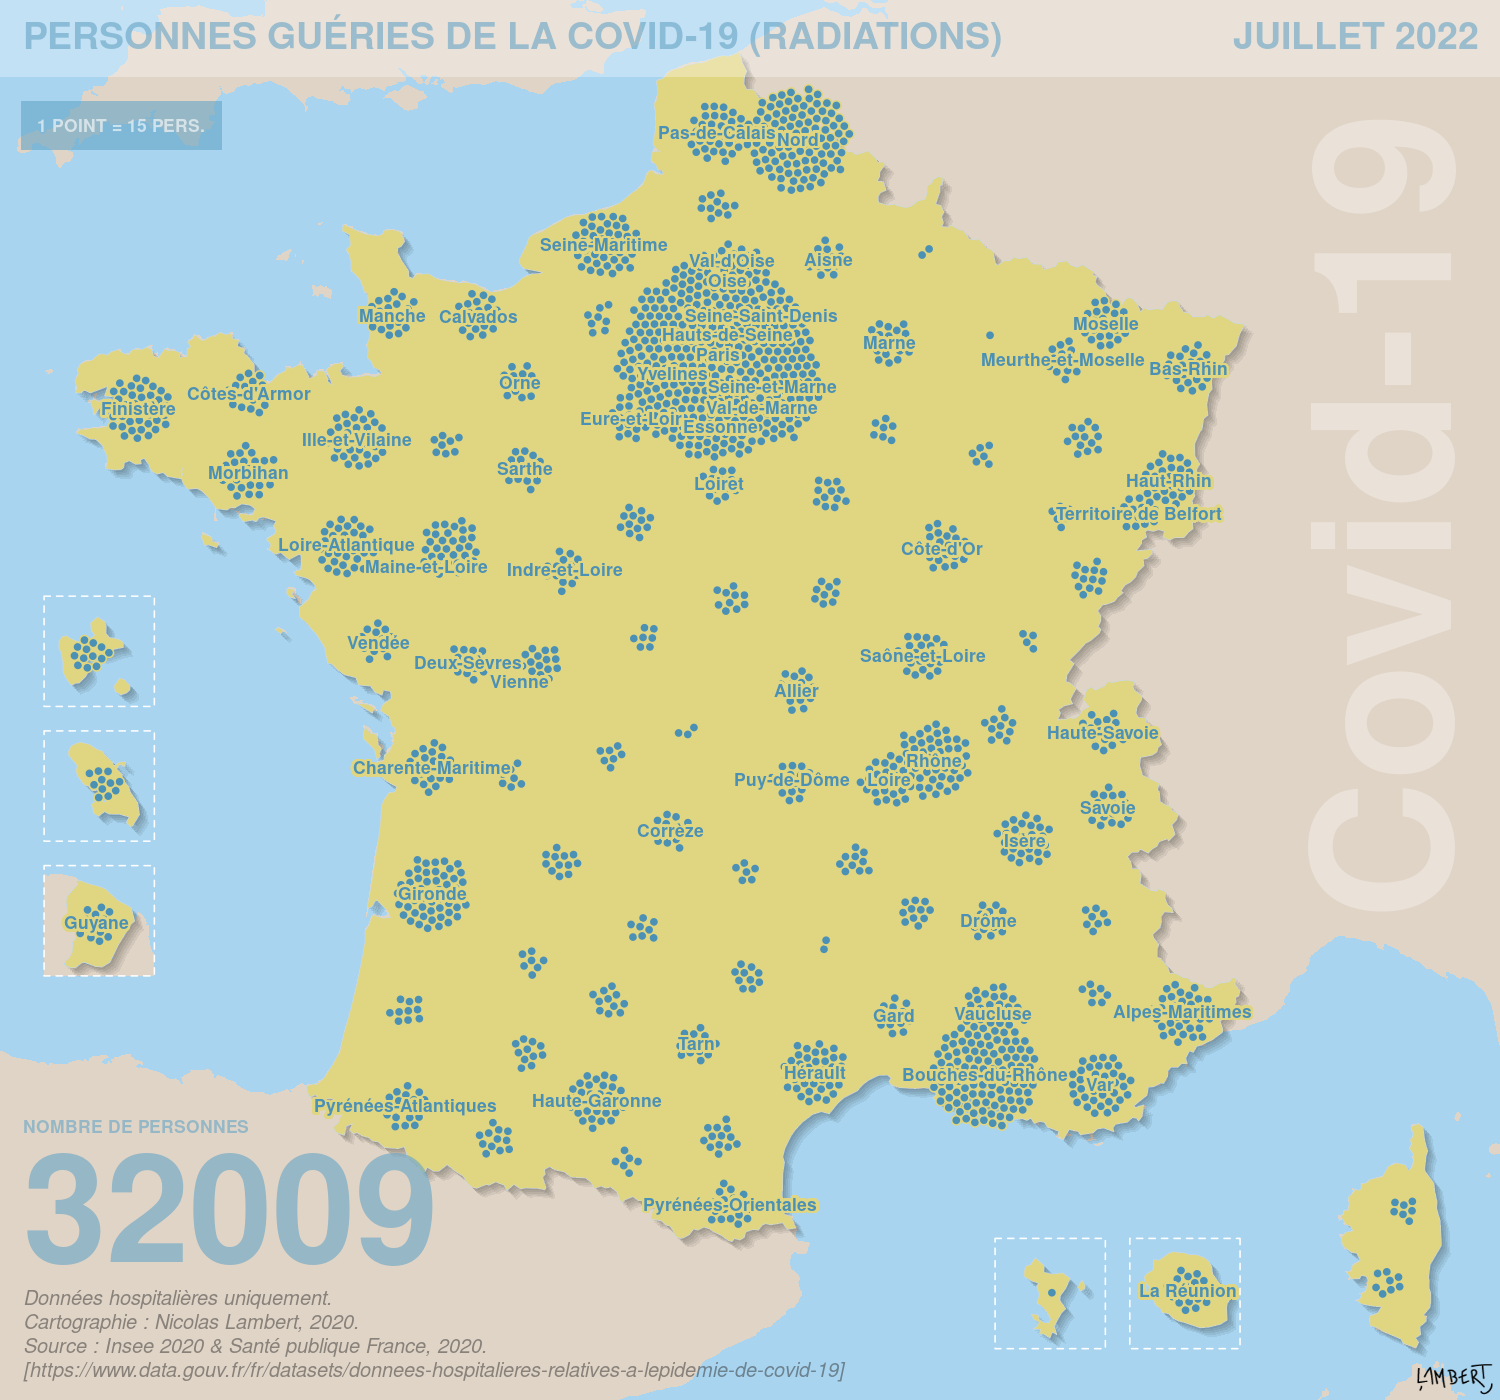 PERSONNES GUÉRIES DE LA COVID-19 (RADIATIONS)
JUILLET 2022
1 POINT = 15 PERS.
Covid-19
Pas-de-Calais
Nord
Seine-Maritime
Val-d'Oise
Aisne
Oise
Manche
Calvados
Seine-Saint-Denis
Hauts-de-Seine
Marne
Moselle
Paris
Meurthe-et-Moselle
Bas-Rhin
Yvelines
Orne
Seine-et-Marne
Côtes-d'Armor
Finistère
Val-de-Marne
Eure-et-Loir
Essonne
Ille-et-Vilaine
Morbihan
Sarthe
Loiret
Haut-Rhin
Territoire de Belfort
Loire-Atlantique
Côte-d'Or
Maine-et-Loire
Indre-et-Loire
Vendée
Deux-Sèvres
Saône-et-Loire
Vienne
Allier
Haute-Savoie
Charente-Maritime
Rhône
Puy-de-Dôme
Loire
Savoie
Corrèze
Isère
Gironde
Guyane
Drôme
Gard
Vaucluse
Alpes-Maritimes
Tarn
Hérault
Bouches-du-Rhône
Var
Pyrénées-Atlantiques
Haute-Garonne
Pyrénées-Orientales
La Réunion
NOMBRE DE PERSONNES
32009
Données hospitalières uniquement.
Cartographie : Nicolas Lambert, 2020.
Source : Insee 2020 & Santé publique France, 2020.
[https://www.data.gouv.fr/fr/datasets/donnees-hospitalieres-relatives-a-lepidemie-de-covid-19]
LAMBERT